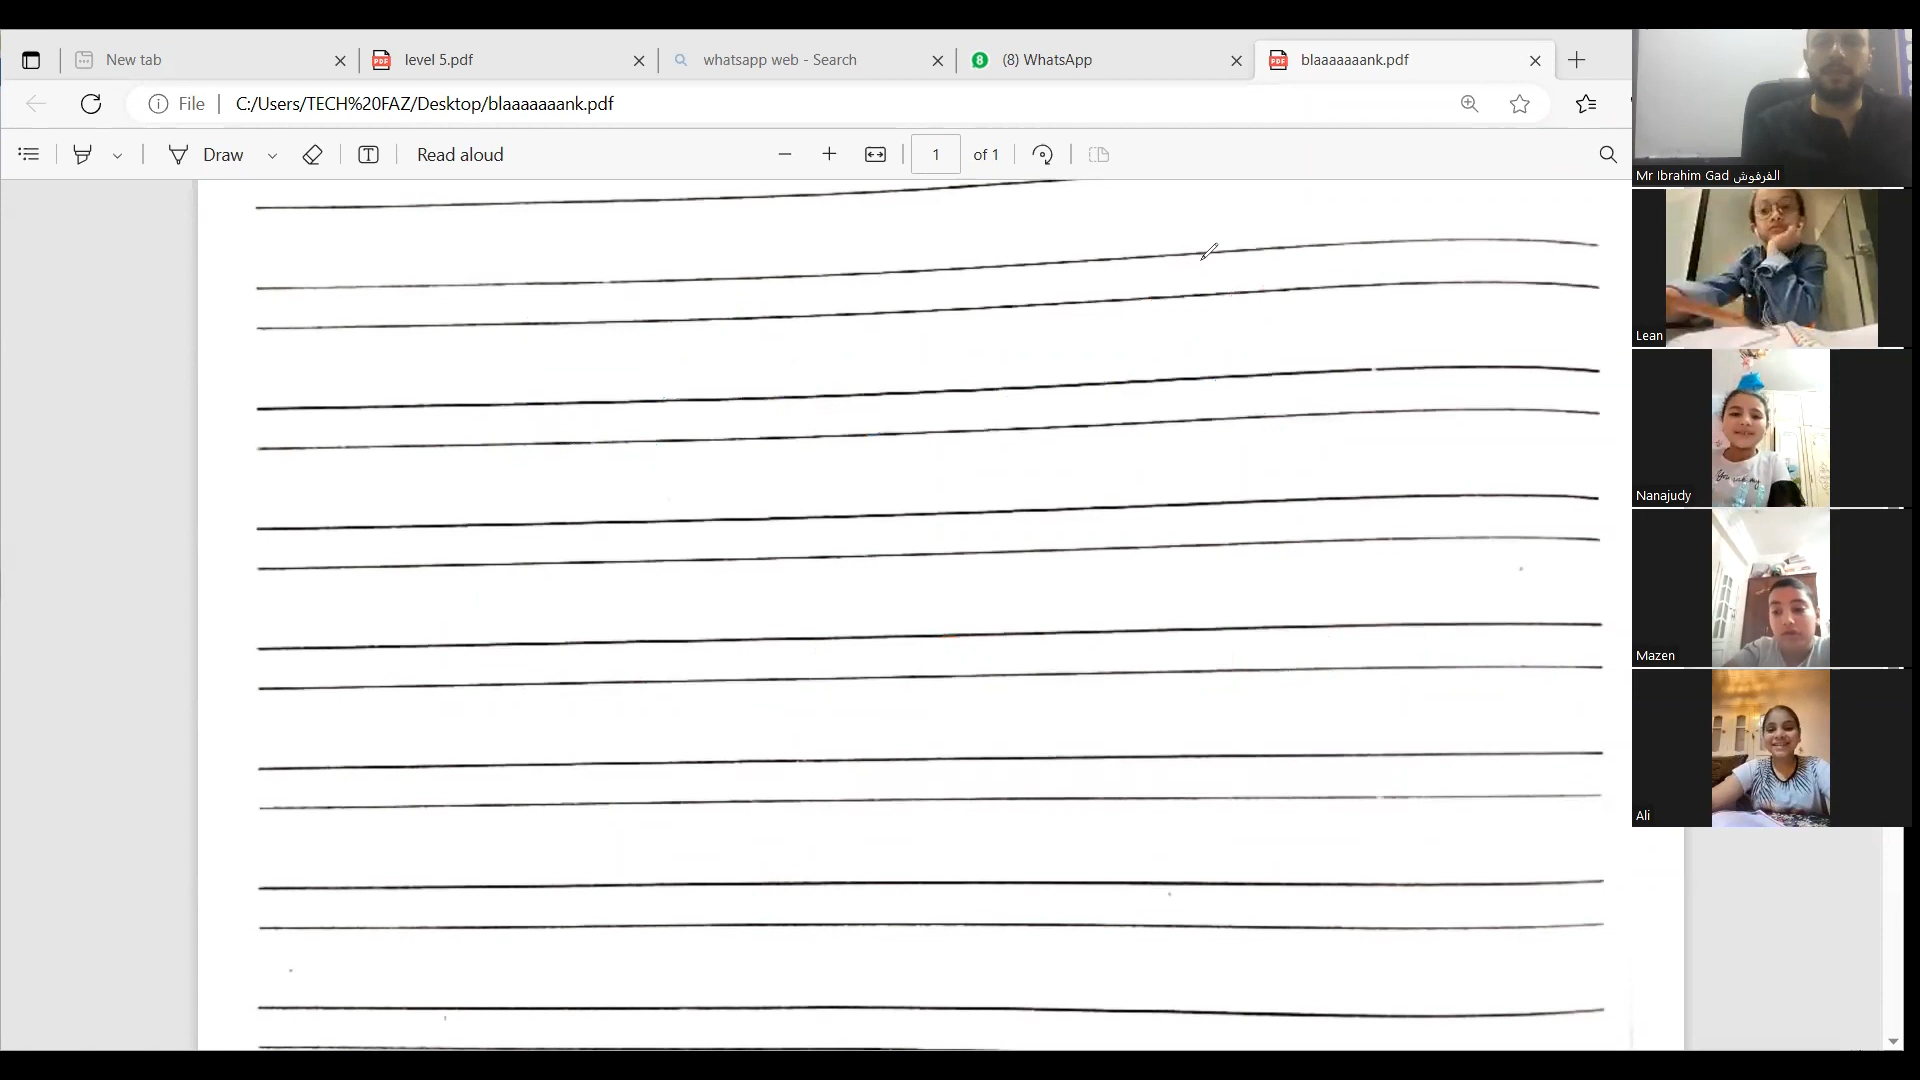 New tab
level 5.pdf
whatsapp web - Search
(8) WhatsApp
blaaaaaaank.pdf
File
C:/Users/TECH%20FAZ/Desktop/blaaaaaaank.pdf
Draw
Read aloud
1
of 1
Mr Ibrahim Gad الفرفوش
Lean
Nanajudy
Mazen
Ali